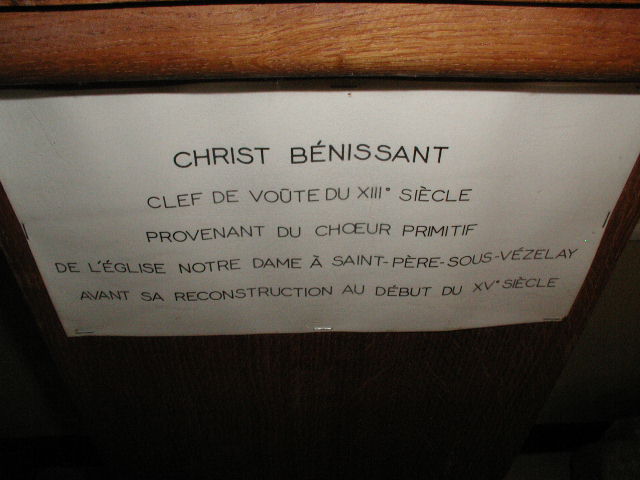 CHRIST BÉNISSANT
CLEF DE VOÛTE DU XIII° SIÈCLE
PROVENANT DU CHŒUR PRIMITIF
DE L'ÉGLISE NOTRE DAME À SAINT-PÈRE-SOUS-VÉZELAY
AVANT SA RECONSTRUCTION AU DÉBUT DU XV° SIÈCLE